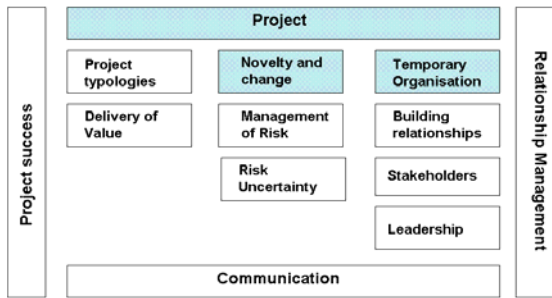 Project
Project success
Project
typologies
Delivery of
Value
Novelty and
change
Management
of Risk
Risk
Uncertainty
Temporary
Organisation
Building
relationships
Stakeholders
Leadership
Relationship Management
Communication